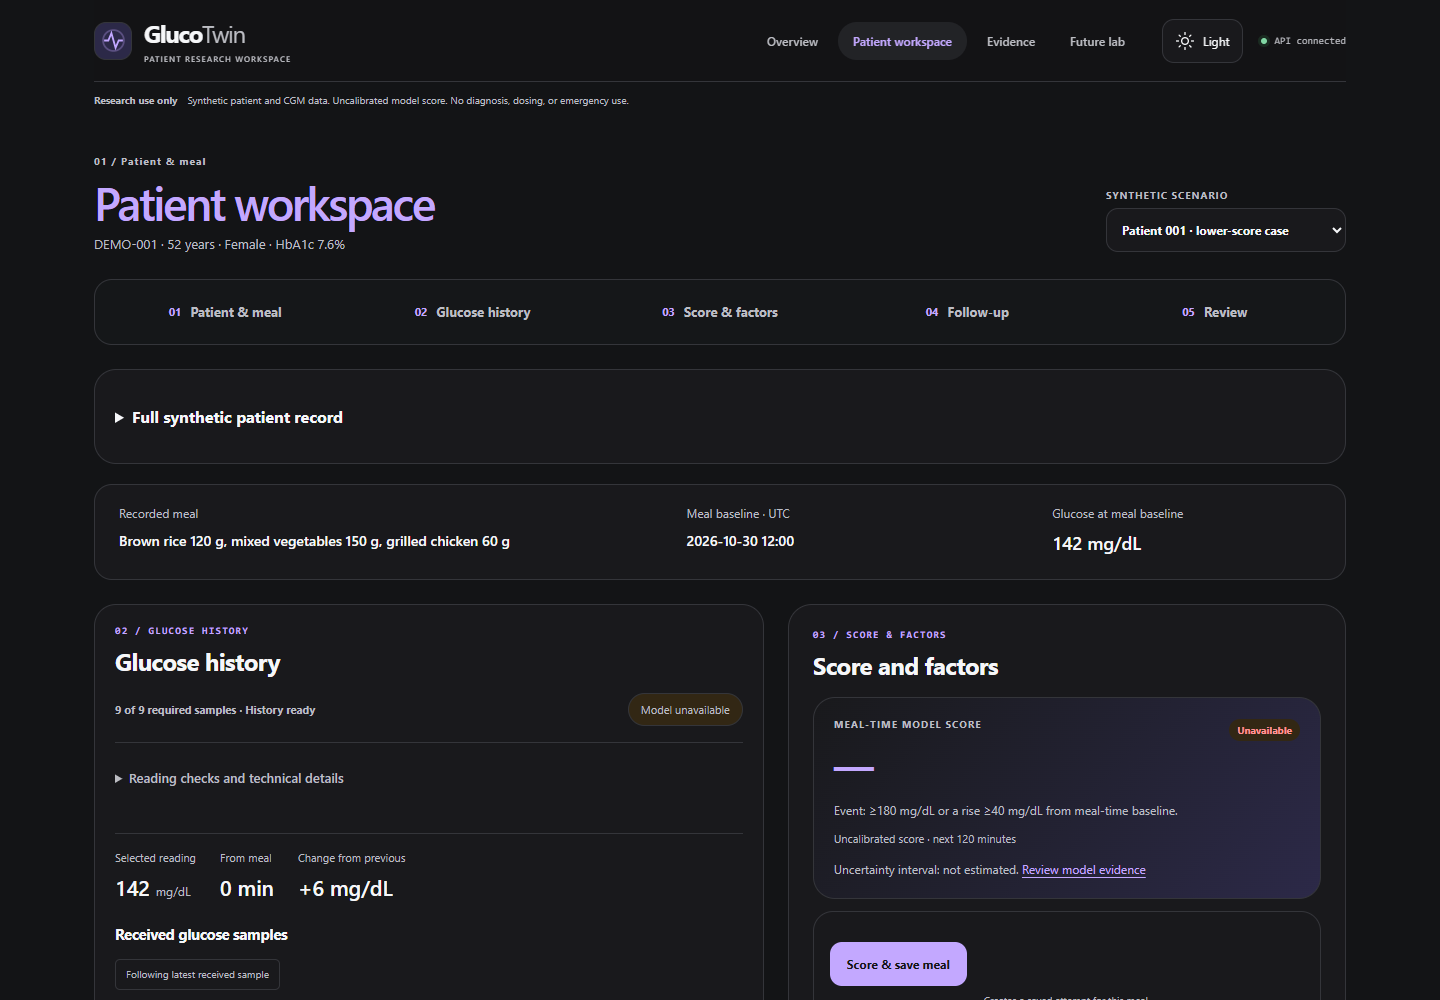 GlucoTwin
PATIENT RESEARCH WORKSPACE
Overview
Patient workspace
Evidence
Future lab
Light
API connected
Research use only Synthetic patient and CGM data. Uncalibrated model score. No diagnosis, dosing, or emergency use.
01 / Patient & meal
Patient workspace
DEMO-001 · 52 years · Female · HbA1c 7.6%
SYNTHETIC SCENARIO
Patient 001 · lower-score case
01 Patient & meal
02 Glucose history
03 Score & factors
04 Follow-up
05 Review
Full synthetic patient record
Recorded meal
Brown rice 120 g, mixed vegetables 150 g, grilled chicken 60 g
Meal baseline · UTC
2026-10-30 12:00
Glucose at meal baseline
142 mg/dL
02 / GLUCOSE HISTORY
Glucose history
9 of 9 required samples · History ready
Model unavailable
Reading checks and technical details
Selected reading
142 mg/dL
From meal
0 min
Change from previous
+6 mg/dL
Received glucose samples
Following latest received sample
03 / SCORE & FACTORS
Score and factors
MEAL-TIME MODEL SCORE
Unavailable
—
Event: ≥180 mg/dL or a rise ≥40 mg/dL from meal-time baseline.
Uncalibrated score · next 120 minutes
Uncertainty interval: not estimated. Review model evidence
Score & save meal